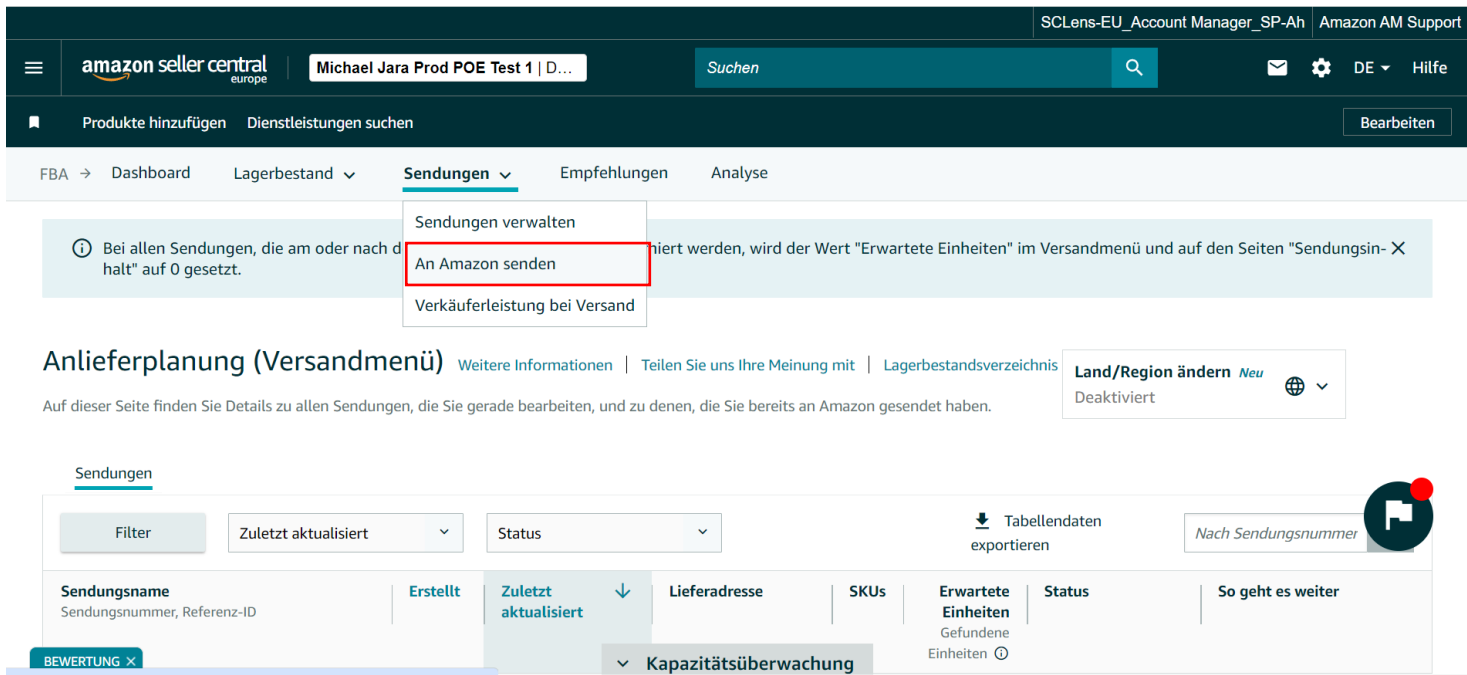 SCLens-EU_Account Manager_SP-Ah Amazon AM Support
amazon seller central
europe
Michael Jara Prod POE Test 1 | D...
Suchen
DE
Hilfe
Produkte hinzufügen Dienstleistungen suchen
Bearbeiten
FBA → Dashboard Lagerbestand Sendungen Empfehlungen Analyse
Sendungen verwalten
An Amazon senden
Verkäuferleistung bei Versand
Bei allen Sendungen, die am oder nach d
niert werden, wird der Wert "Erwartete Einheiten" im Versandmenü und auf den Seiten "Sendungsin-
halt" auf 0 gesetzt.
Anlieferplanung (Versandmenü) Weitere Informationen | Teilen Sie uns Ihre Meinung mit | Lagerbestandsverzeichnis
Land/Region ändern Neu
Deaktiviert
Auf dieser Seite finden Sie Details zu allen Sendungen, die Sie gerade bearbeiten, und zu denen, die Sie bereits an Amazon gesendet haben.
Sendungen
Filter
Zuletzt aktualisiert
Status
Tabellendaten
exportieren
Nach Sendungsnummer
Sendungsname
Sendungsnummer, Referenz-ID
Erstellt
Zuletzt
aktualisiert
Lieferadresse
SKUs
Erwartete
Einheiten
Gefundene
Einheiten
Status
So geht es weiter
BEWERTUNG ×
Kapazitätsüberwachung